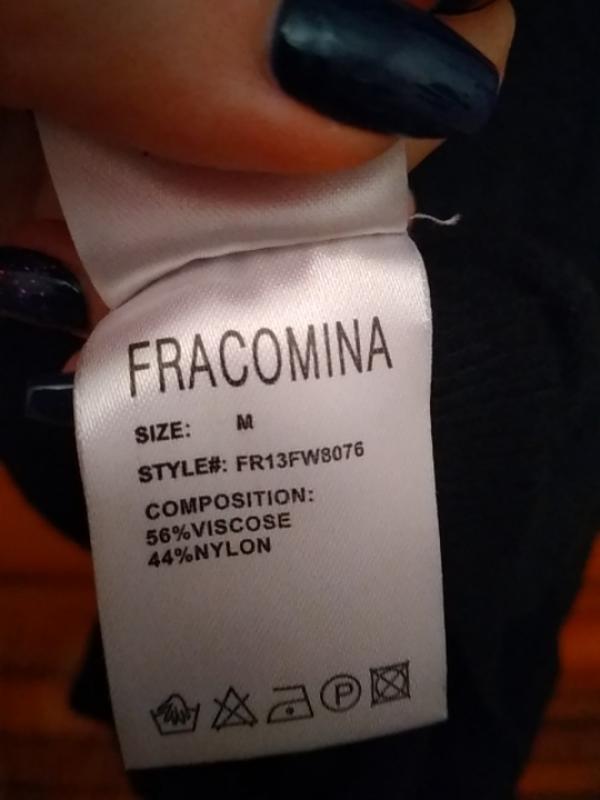 FRACOMINA
SIZE: M
STYLE#: FR13FW8076
COMPOSITION:
56%VISCOSE
44%NYLON
P